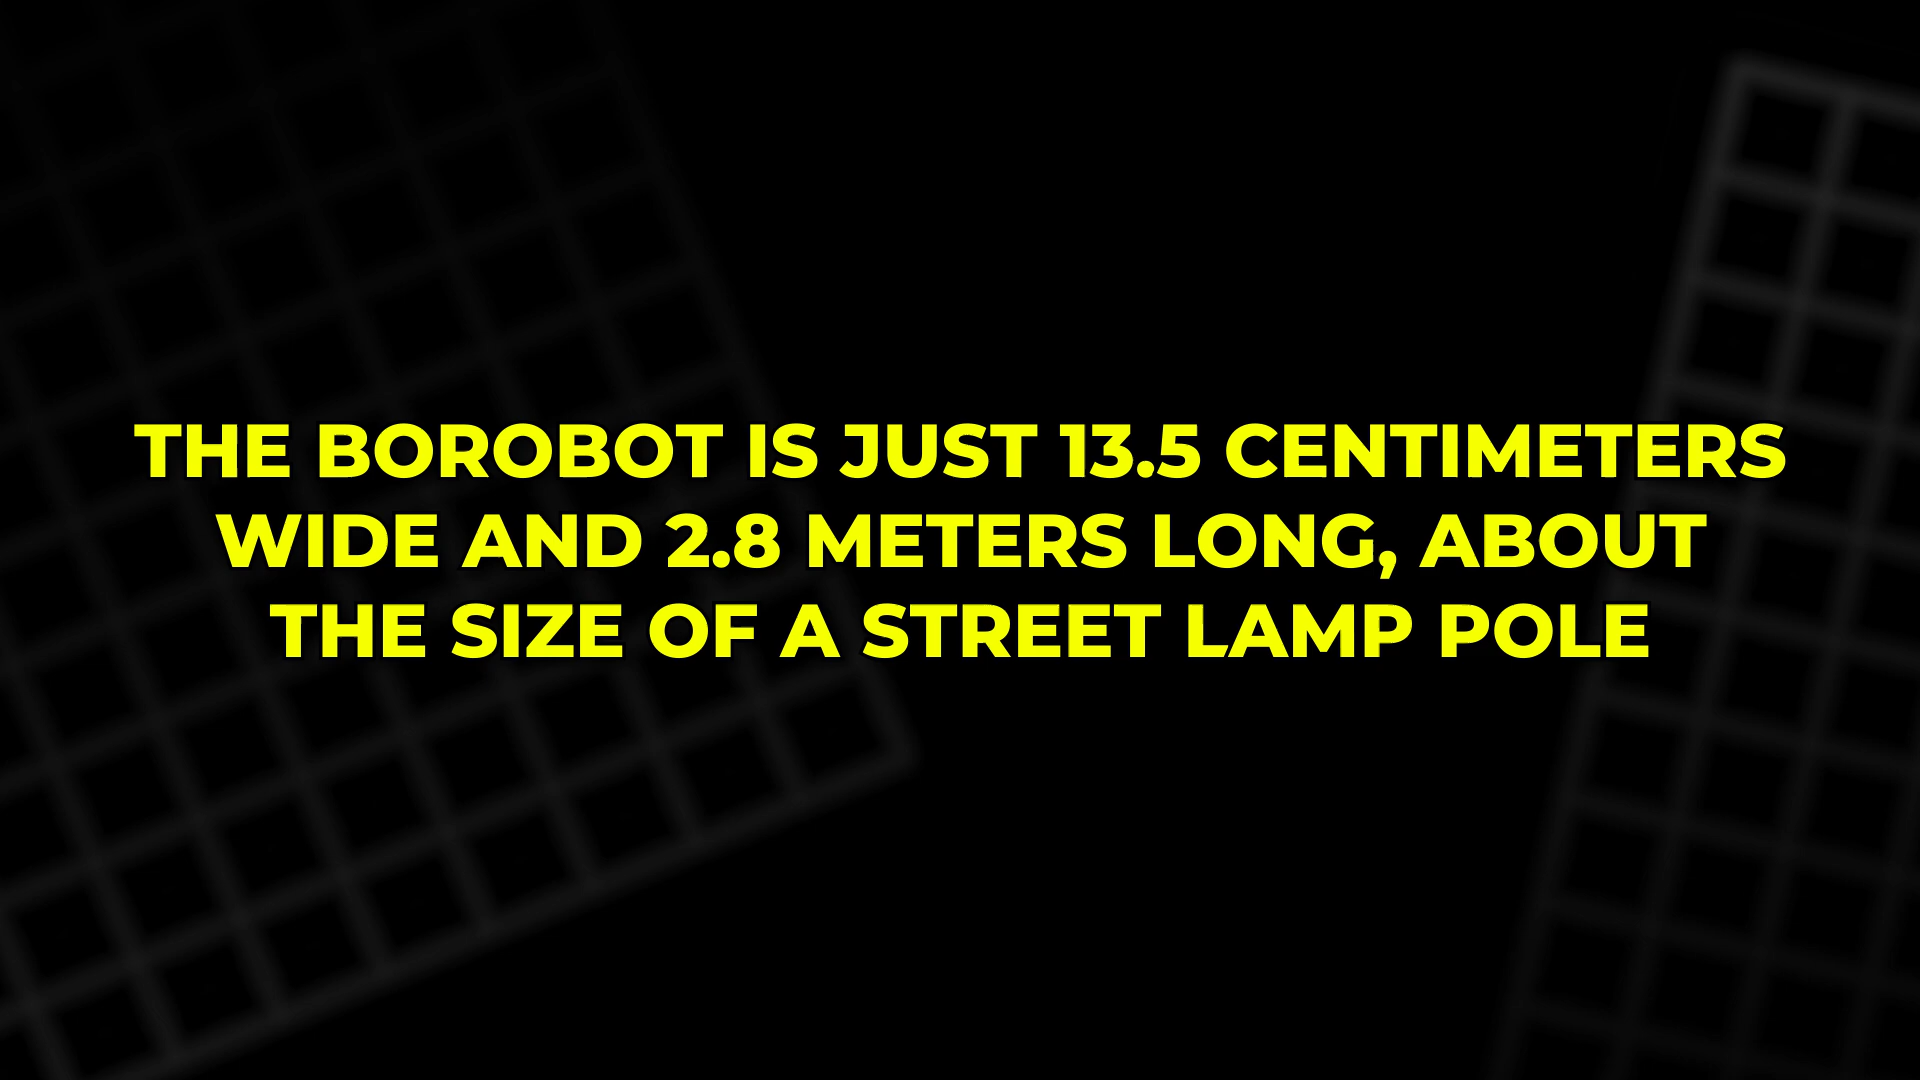 THE BOROBOT IS JUST 13.5 CENTIMETERS
WIDE AND 2.8 METERS LONG, ABOUT
THE SIZE OF A STREET LAMP POLE